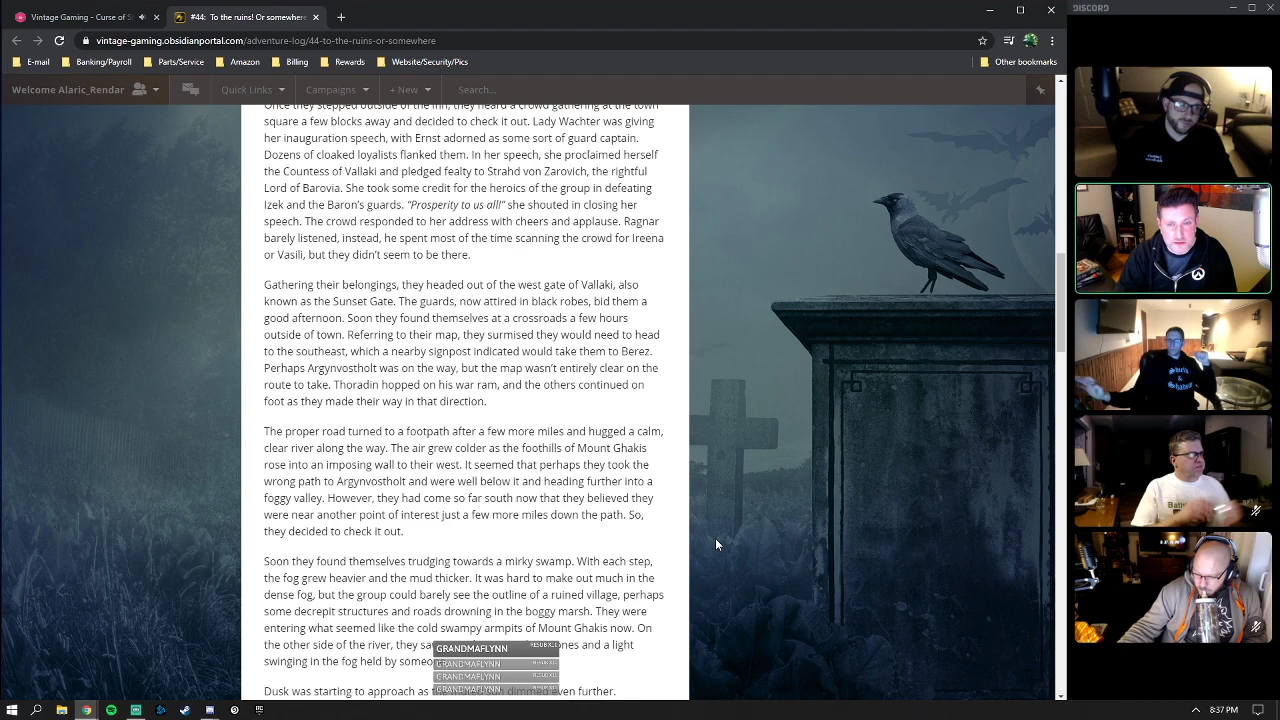 Vintage Gaming - Curse of St
#44: To the ruins! Or somewhere
DISCORD
vintage-gaming.obsidianportal.com/adventure-log/44-to-the-ruins-or-somewhere
E-mail Banking/Payroll Parts/Service Amazon Billing Rewards Website/Security/Pics Other bookmarks
Welcome Alaric_Rendar Quick Links Campaigns + New Search...
Once they stepped outside of the inn, they heard a crowd gathering at the town
square a few blocks away and decided to check it out. Lady Wachter was giving
her inauguration speech, with Ernst adorned as some sort of guard captain.
Dozens of cloaked loyalists flanked them. In her speech, she proclaimed herself
the Countess of Vallaki and pledged fealty to Strahd von Zarovich, the rightful
Lord of Barovia. She took some credit for the heroics of the group in defeating
Izek and the Baron's guards. "Prosperity to us all!" she shouted in closing her
speech. The crowd responded to her address with cheers and applause. Ragnar
barely listened, instead, he spent most of the time scanning the crowd for Ireena
or Vasili, but they didn't seem to be there.
Gathering their belongings, they headed out of the west gate of Vallaki, also
known as the Sunset Gate. The guards, now attired in black robes, bid them a
good afternoon. Soon they found themselves at a crossroads a few hours
outside of town. Referring to their map, they surmised they would need to head
to the southeast, which a nearby signpost indicated would take them to Berez.
Perhaps Argynvostholt was on the way, but the map wasn't entirely clear on the
route to take. Thoradin hopped on his war ram, and the others continued on
foot as they made their way in that direction.
The proper road turned to a footpath after a few more miles and hugged a calm,
clear river along the way. The air grew colder as the foothills of Mount Ghakis
rose into an imposing wall to their west. It seemed that perhaps they took the
wrong path to Argynvostholt and were well below it and heading further into a
foggy valley. However, they had come so far south now that they believed they
were near another point of interest just a few more miles down the path. So,
they decided to check it out.
Soon they found themselves trudging towards a mirky swamp. With each step,
the fog grew heavier and the mud thicker. It was hard to make out much in the
dense fog, but the group could barely see the outline of a ruined village, perhaps
some decrepit structures and roads drowning in the boggy marsh. They were
entering what seemed like the cold swampy armpits of Mount Ghakis now. On
the other side of the river, they ones and a light
swinging in the fog held by
GRANDMAFLYNN
GRANDMAFLYNN
GRANDMAFLYNN
GRANDMAFLYNN
Dusk was starting to approach as dimmed even further.
8:37 PM